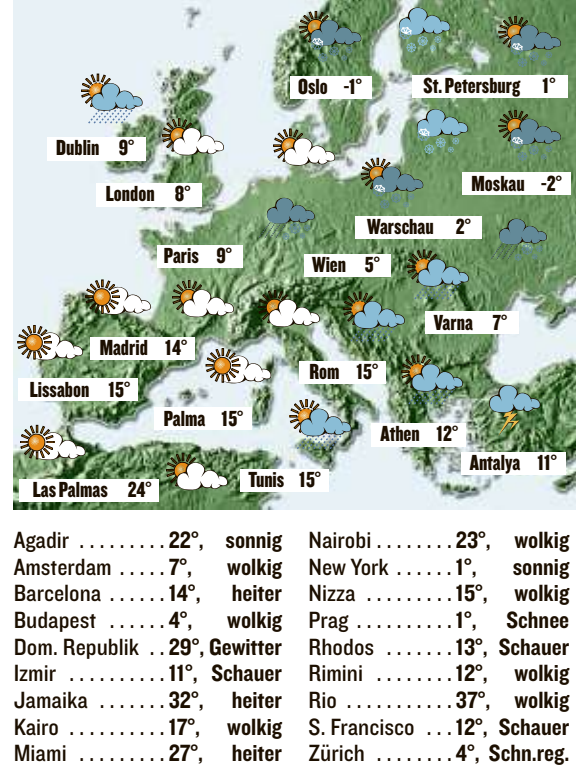 Oslo -1°
St. Petersburg 1°
Dublin 9°
Moskau -2°
London 8°
Warschau 2°
Paris 9°
Wien 5°
Varna 7°
Madrid 14°
Rom 15°
Lissabon 15°
Palma 15°
Athen 12°
Antalya 11°
Tunis 15°
Las Palmas 24°
Agadir ......... 22°, sonnig
Amsterdam ..... 7°, wolkig
Barcelona ...... 14°, heiter
Budapest ....... 4°, wolkig
Dom. Republik .. 29°, Gewitter
Izmir .......... 11°, Schauer
Jamaika ........ 32°, heiter
Kairo .......... 17°, wolkig
Miami ......... 27°, heiter
Nairobi ........ 23°, wolkig
New York ...... 1°, sonnig
Nizza ......... 15°, wolkig
Prag ........... 1°, Schnee
Rhodos ....... 13°, Schauer
Rimini ........ 12°, wolkig
Rio ........... 37°, wolkig
S. Francisco ... 12°, Schauer
Zürich ........ 4°, Schn.reg.